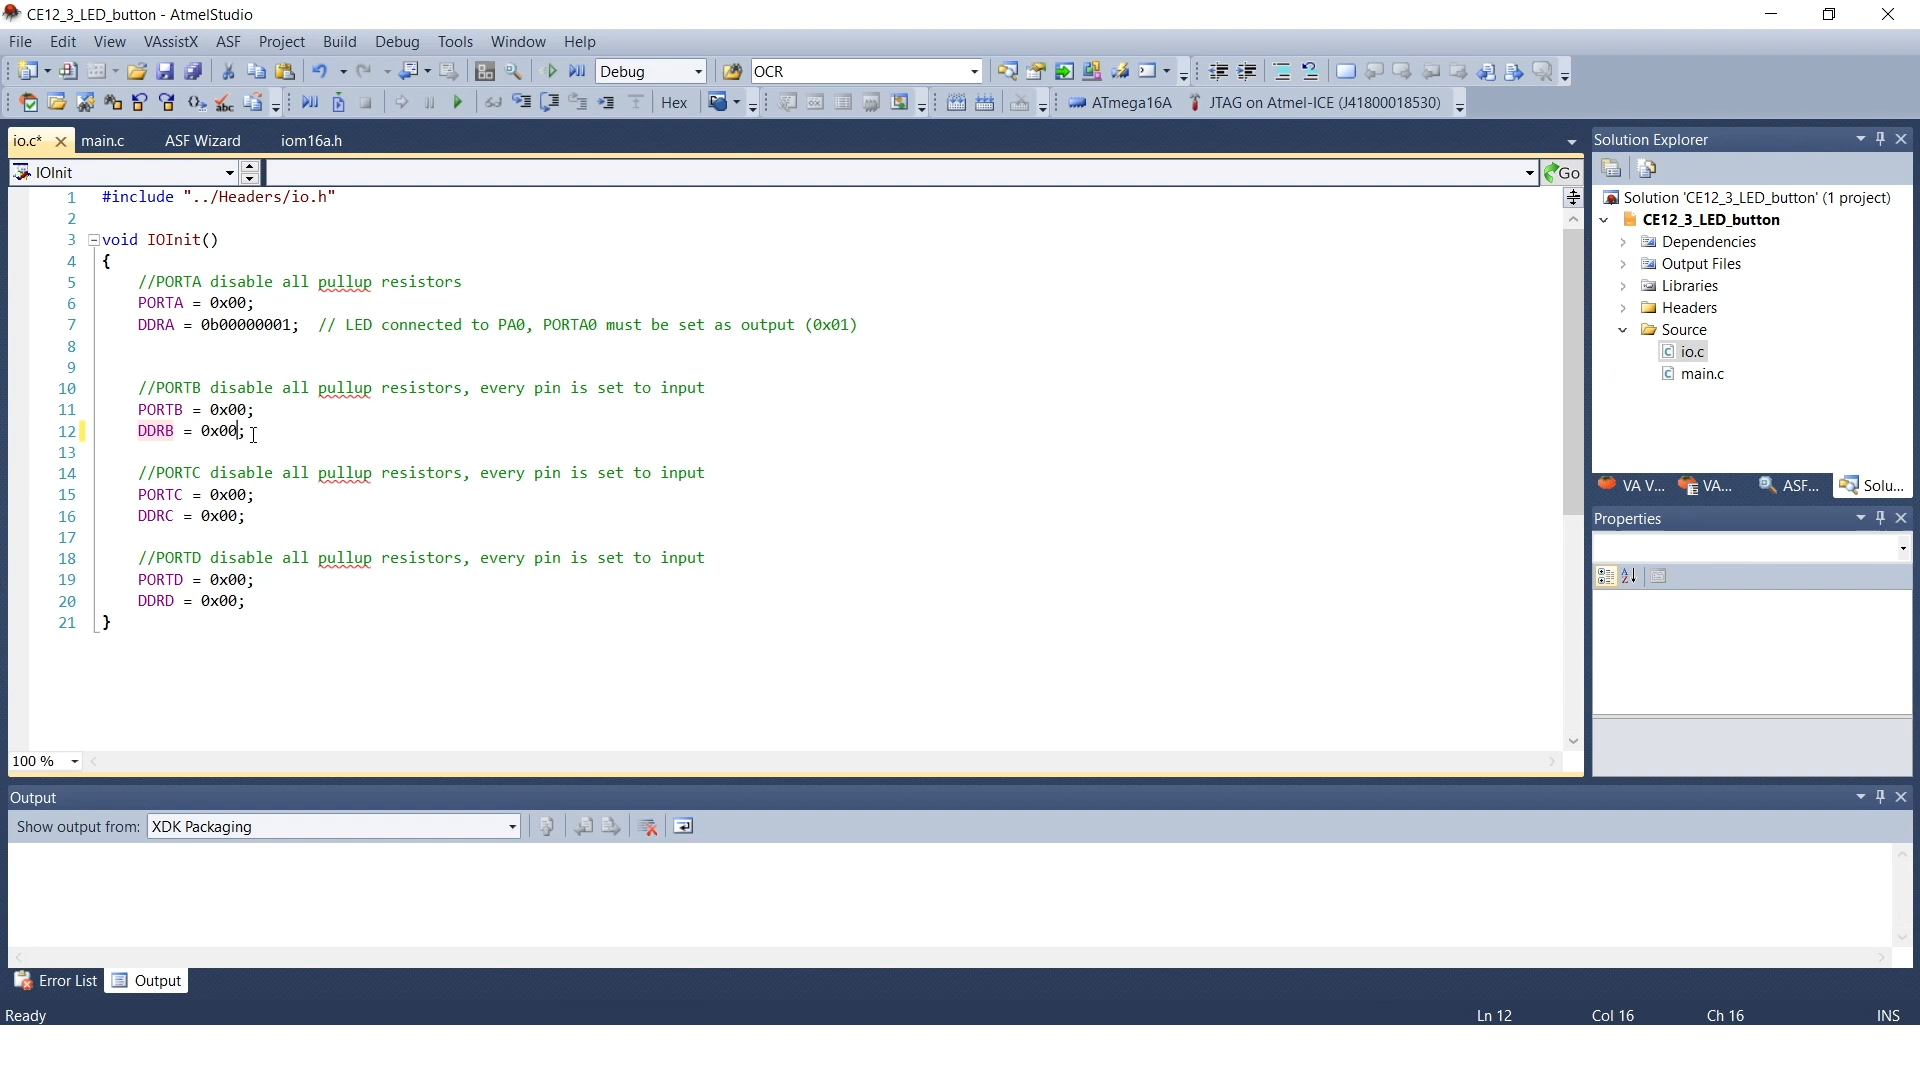 CE12_3_LED_button - AtmelStudio
File Edit View VAssistX ASF Project Build Debug Tools Window Help
Debug OCR
Hex ATmega16A JTAG on Atmel-ICE (J41800018530)
io.c* main.c ASF Wizard iom16a.h
IOInit Go
1 #include "../Headers/io.h"
2
3 void IOInit()
4 {
5 //PORTA disable all pullup resistors
6 PORTA = 0x00;
7 DDRA = 0b00000001; // LED connected to PA0, PORTA0 must be set as output (0x01)
8
9
10 //PORTB disable all pullup resistors, every pin is set to input
11 PORTB = 0x00;
12 DDRB = 0x00;
13
14 //PORTC disable all pullup resistors, every pin is set to input
15 PORTC = 0x00;
16 DDRC = 0x00;
17
18 //PORTD disable all pullup resistors, every pin is set to input
19 PORTD = 0x00;
20 DDRD = 0x00;
21 }
100 %
Solution Explorer
Solution 'CE12_3_LED_button' (1 project)
CE12_3_LED_button
Dependencies
Output Files
Libraries
Headers
Source
io.c
main.c
VA V... VA... ASF... Solu...
Properties
Output
Show output from: XDK Packaging
Error List Output
Ready Ln 12 Col 16 Ch 16 INS